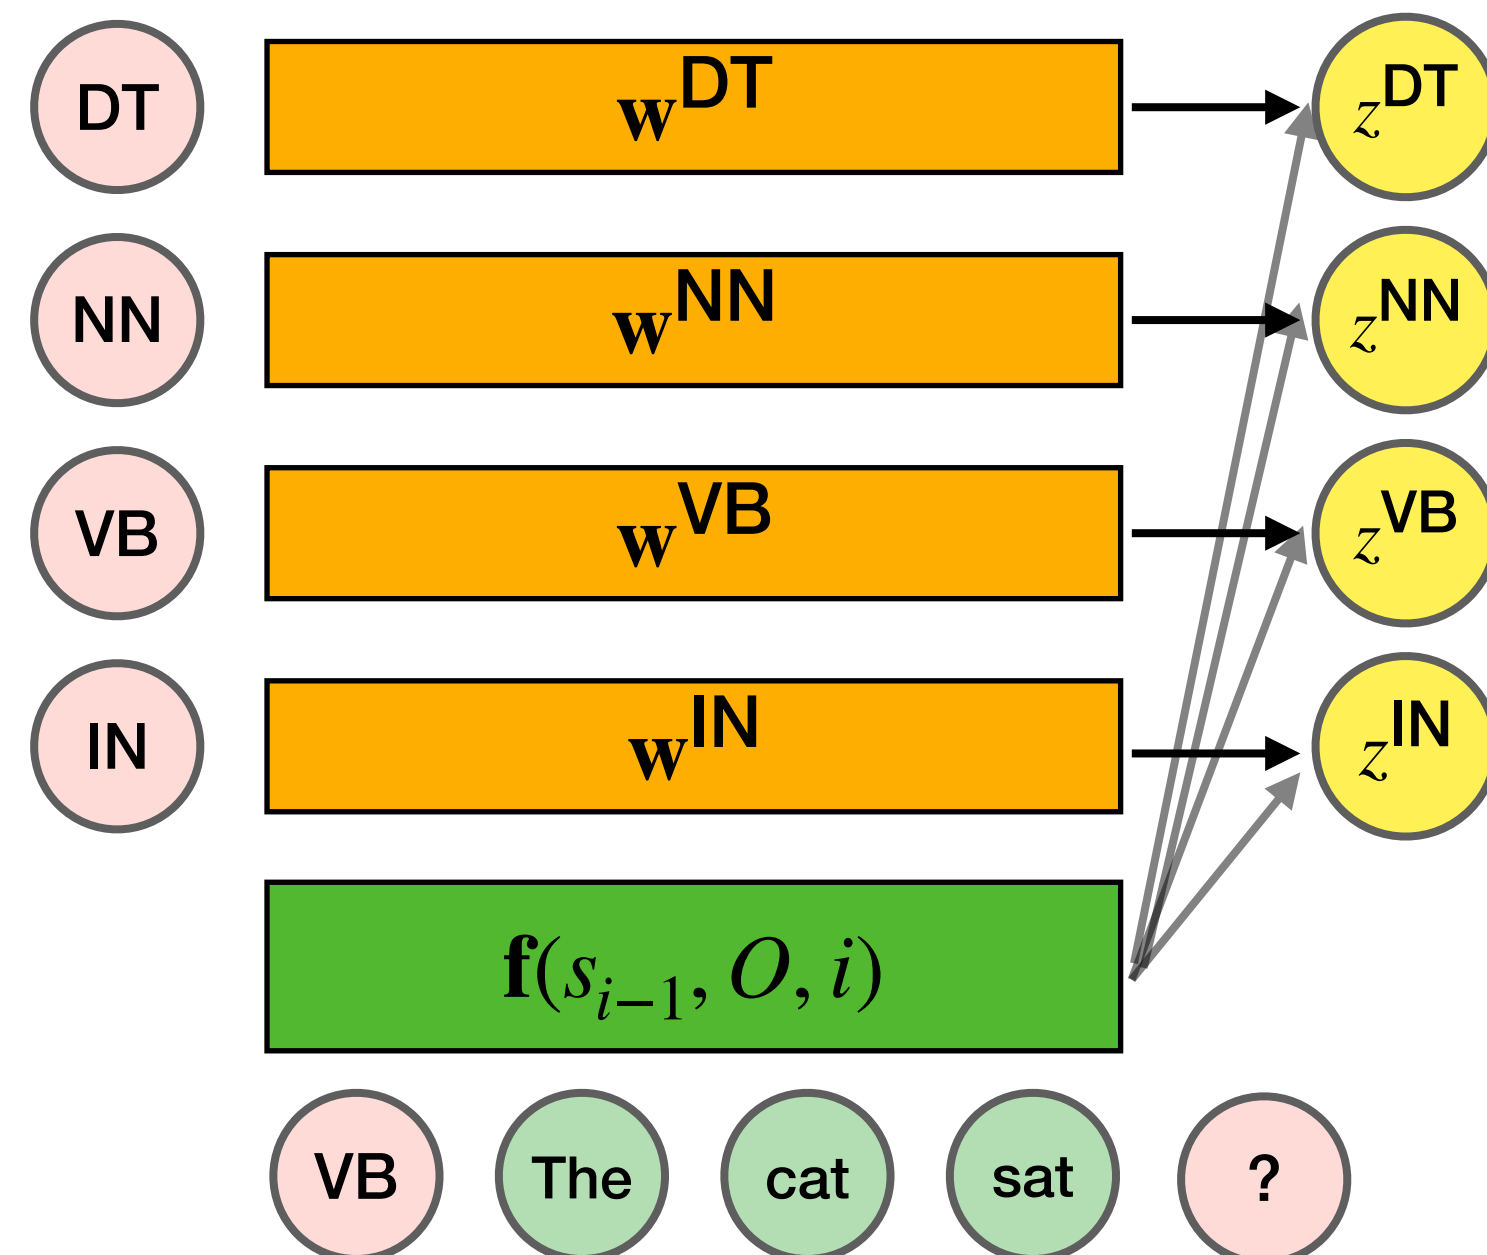 DT w^DT z^DT
NN w^NN z^NN
VB w^VB z^VB
IN w^IN z^IN
f(s_{i−1}, O, i)
VB The cat sat ?